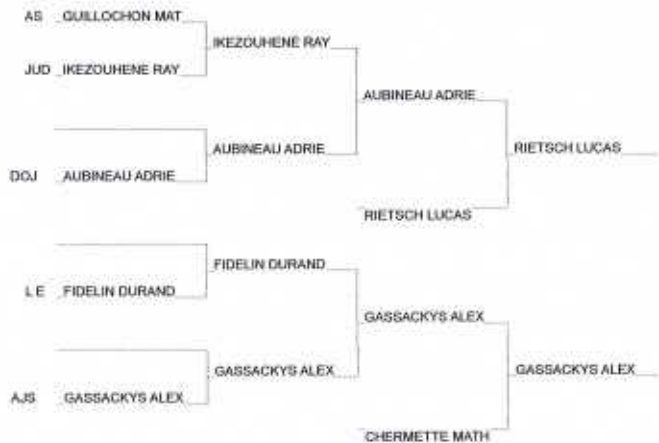 AS GUILLOCHON MAT
IKEZOUHENE RAY
JUD IKEZOUHENE RAY
AUBINEAU ADRIE
AUBINEAU ADRIE
RIETSCH LUCAS
DOJ AUBINEAU ADRIE
RIETSCH LUCAS
FIDELIN DURAND
L E FIDELIN DURAND
GASSACKYS ALEX
GASSACKYS ALEX
GASSACKYS ALEX
AJS GASSACKYS ALEX
CHERMETTE MATH